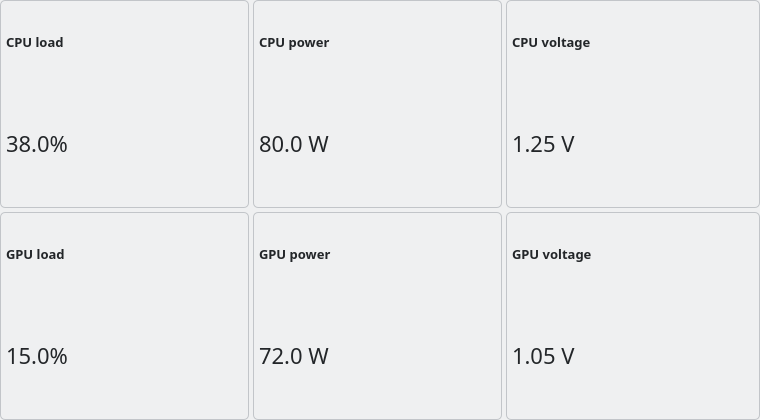 CPU load
38.0%
CPU power
80.0 W
CPU voltage
1.25 V
GPU load
15.0%
GPU power
72.0 W
GPU voltage
1.05 V